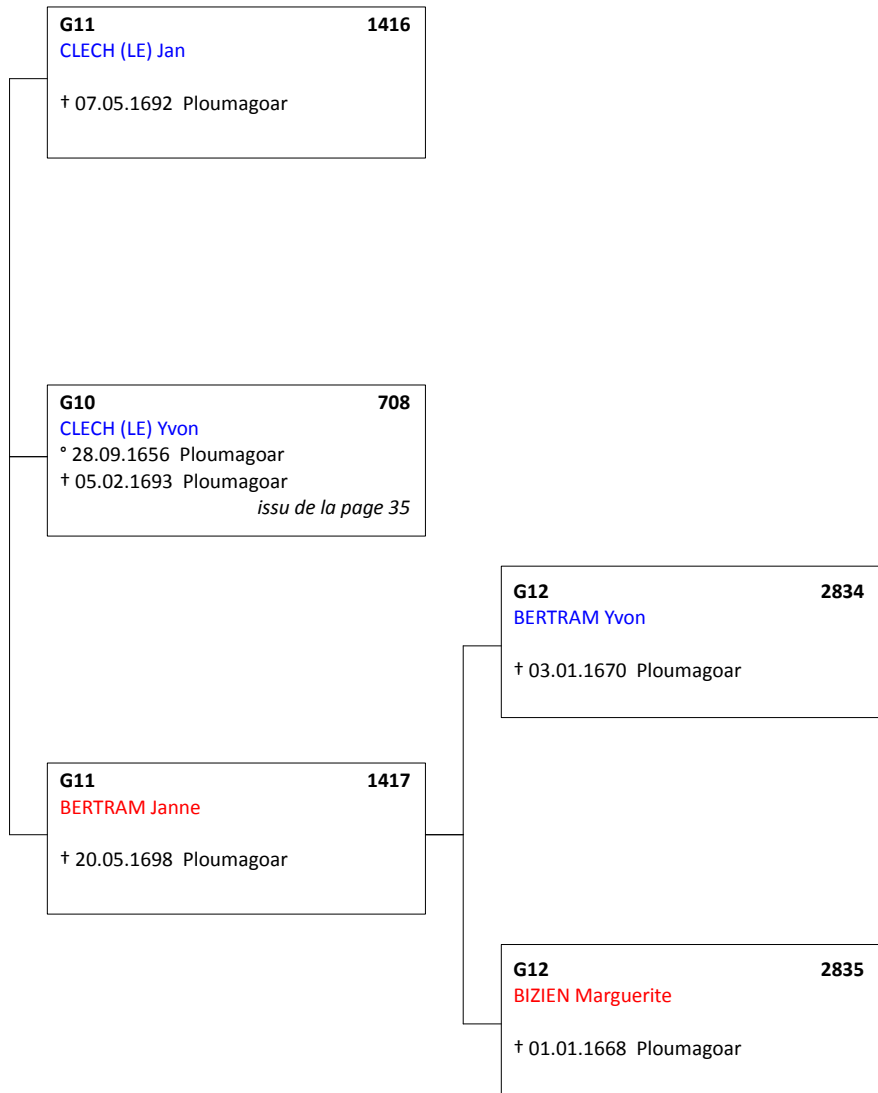 G11 1416
CLECH (LE) Jan
† 07.05.1692 Ploumagoar
G10 708
CLECH (LE) Yvon
° 28.09.1656 Ploumagoar
† 05.02.1693 Ploumagoar
issu de la page 35
G12 2834
BERTRAM Yvon
† 03.01.1670 Ploumagoar
G11 1417
BERTRAM Janne
† 20.05.1698 Ploumagoar
G12 2835
BIZIEN Marguerite
† 01.01.1668 Ploumagoar